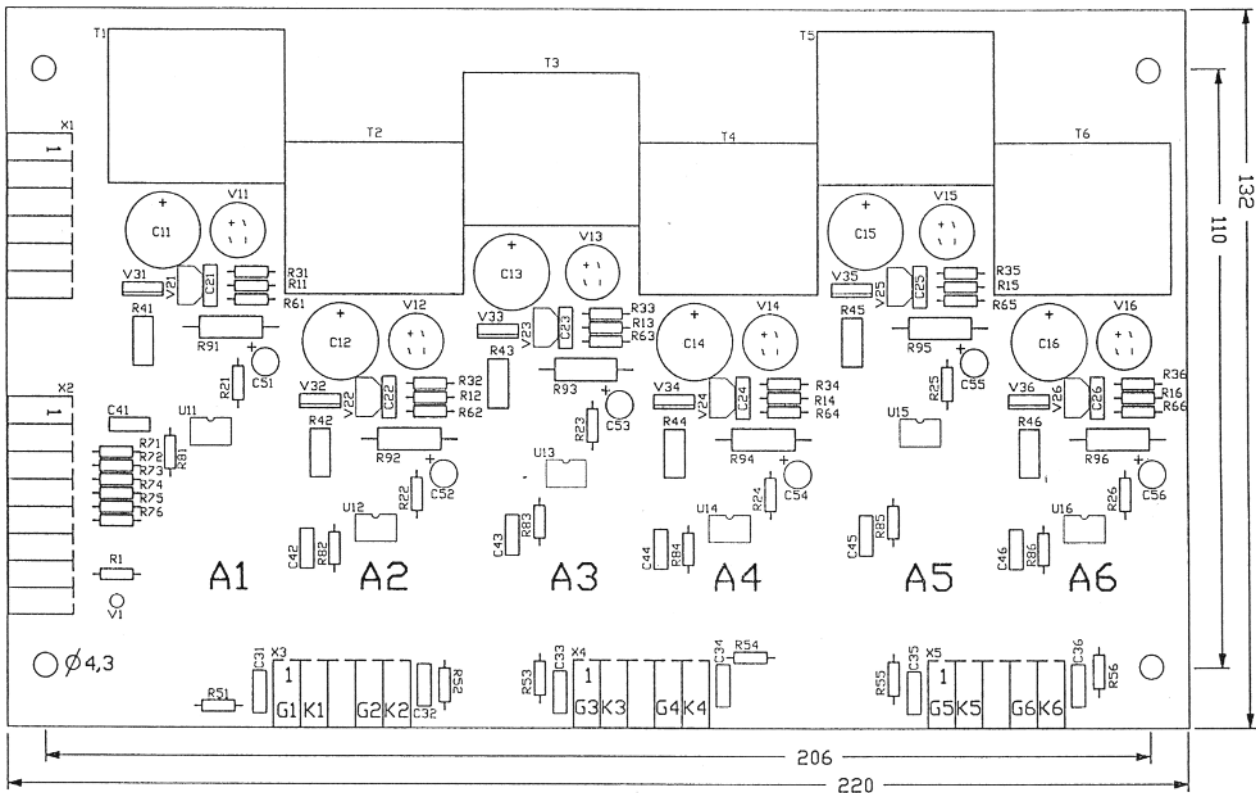 T1
T5
T3
T2
T4
T6
X1
1
132
110
V11
+
C11
V15
+
C15
V13
+
C13
V31
V21
C21
R31
R11
R61
V35
V25
C25
R35
R15
R65
R41
R91
V12
+
C12
V33
V23
C23
R33
R13
R63
V14
+
C14
R45
R95
V16
+
C16
R43
R93
R21
+
C51
R25
+
C55
X2
1
C41
V32
V22
C22
R32
R12
R62
R23
+
C53
V34
V24
C24
R34
R14
R64
V36
V26
C26
R36
R16
R66
U11
U15
R42
R92
R44
R94
R46
R96
R71
R72
R73
R74
R75
R76
R81
U13
R22
+
C52
R24
+
C54
R26
+
C56
U12
U14
U16
C42
R82
C43
R83
C44
R84
C45
R85
C46
R86
R1
V1
A1
A2
A3
A4
A5
A6
Ø4,3
R51
C31
X3
1
G1
K1
G2
K2
C32
R52
R53
C33
X4
1
G3
K3
G4
K4
C34
R54
R55
C35
X5
1
G5
K5
G6
K6
C36
R56
206
220